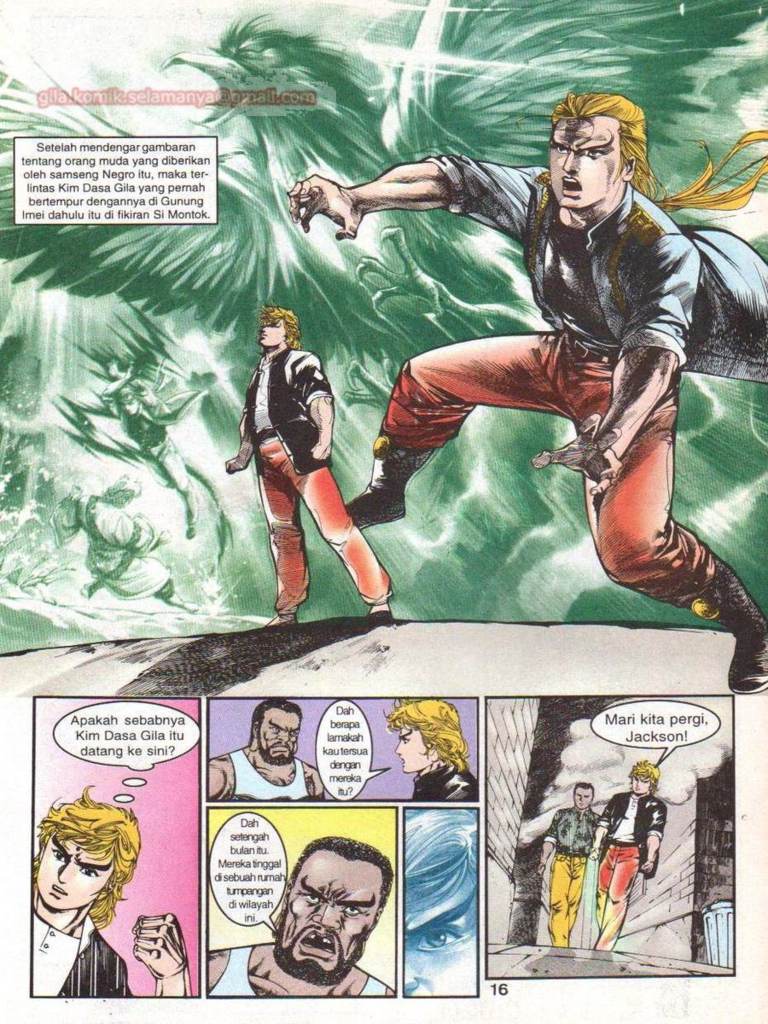 gila.komik.selamanya@gmail.com
Setelah mendengar gambaran
tentang orang muda yang diberikan
oleh samseng Negro itu, maka ter-
lintas Kim Dasa Gila yang pernah
bertempur dengannya di Gunung
Imei dahulu itu di fikiran Si Montok.
Apakah sebabnya
Kim Dasa Gila itu
datang ke sini?
Dah
berapa
lamakah
kau tersua
dengan
mereka
itu?
Dah
setengah
bulan itu.
Mereka tinggal
di sebuah rumah
tumpangan
di wilayah
ini.
Mari kita pergi,
Jackson!
16